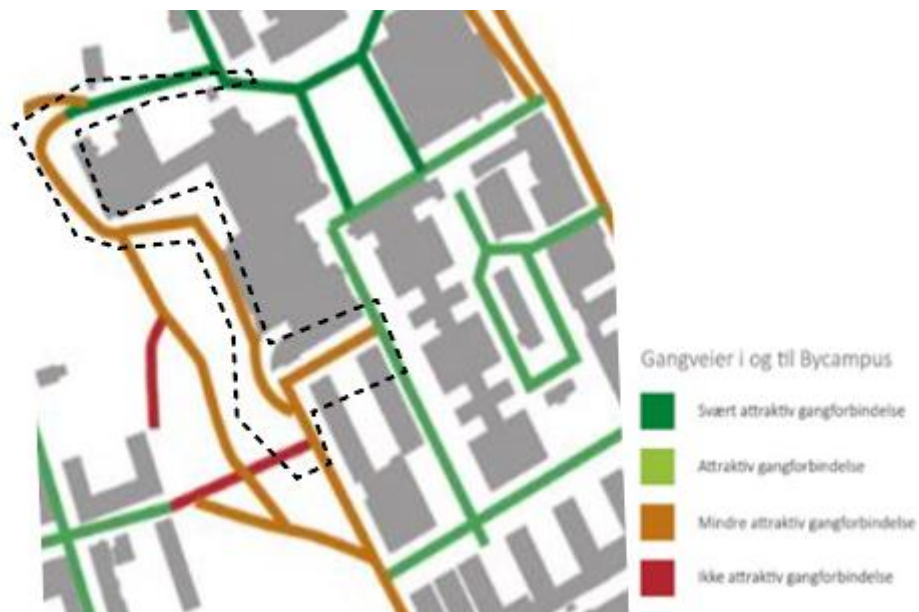 Gangveier i og til Bycampus
Svært attraktiv gangforbindelse
Attraktiv gangforbindelse
Mindre attraktiv gangforbindelse
Ikke attraktiv gangforbindelse